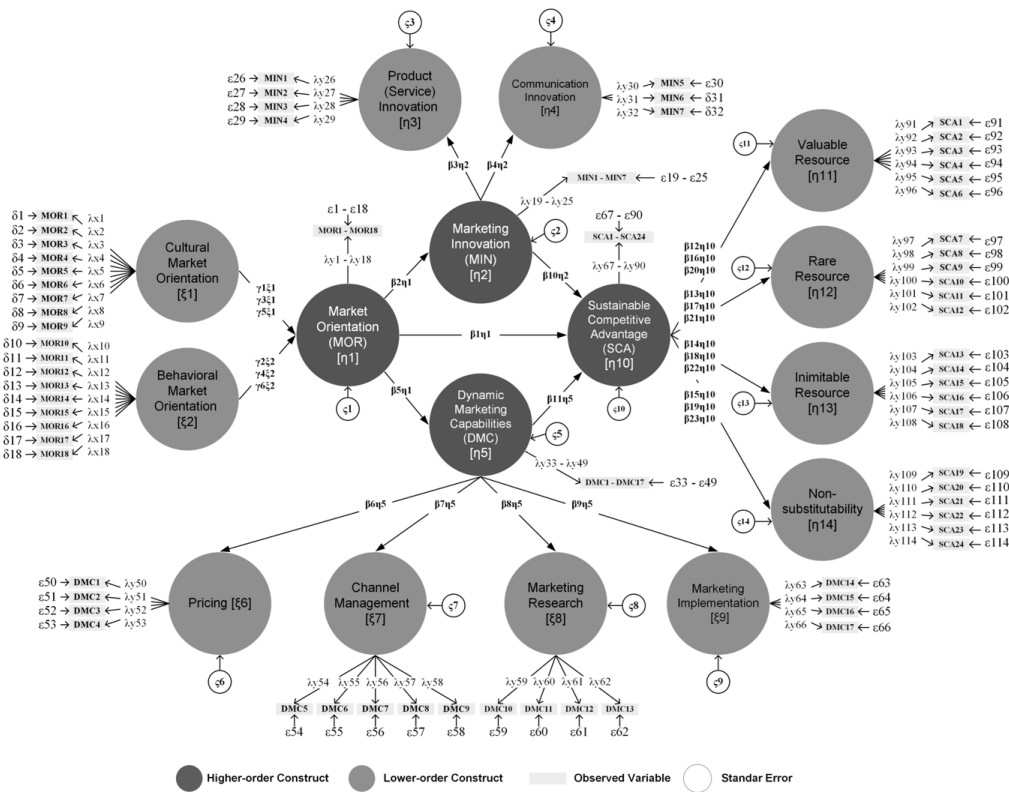 ς3
ς4
ε26 MIN1 λy26
ε27 MIN2 λy27
ε28 MIN3 λy28
ε29 MIN4 λy29
Product
(Service)
Innovation
[η3]
Communication
Innovation
[η4]
λy30 MIN5 ε30
λy31 MIN6 δ31
λy32 MIN7 δ32
β3η2
β4η2
MIN1 - MIN7
ε19 - ε25
λy19 - λy25
ς11
Valuable
Resource
[η11]
λy91 SCA1 ε91
λy92 SCA2 ε92
λy93 SCA3 ε93
λy94 SCA4 ε94
λy95 SCA5 ε95
λy96 SCA6 ε96
δ1 MOR1 λx1
δ2 MOR2 λx2
δ3 MOR3 λx3
δ4 MOR4 λx4
δ5 MOR5 λx5
δ6 MOR6 λx6
δ7 MOR7 λx7
δ8 MOR8 λx8
δ9 MOR9 λx9
Cultural
Market
Orientation
[ξ1]
γ1ξ1
γ3ξ1
γ5ξ1
ε1 - ε18
MOR1 - MOR18
λy1 - λy18
Marketing
Innovation
(MIN)
[η2]
ς2
ε67 - ε90
SCA1 - SCA24
λy67 - λy90
β12η10
β16η10
β20η10
ς12
Rare
Resource
[η12]
λy97 SCA7 ε97
λy98 SCA8 ε98
λy99 SCA9 ε99
λy100 SCA10 ε100
λy101 SCA11 ε101
λy102 SCA12 ε102
β2η1
β10η2
β13η10
β17η10
β21η10
Market
Orientation
(MOR)
[η1]
β1η1
Sustainable
Competitive
Advantage
(SCA)
[η10]
δ10 MOR10 λx10
δ11 MOR11 λx11
δ12 MOR12 λx12
δ13 MOR13 λx13
δ14 MOR14 λx14
δ15 MOR15 λx15
δ16 MOR16 λx16
δ17 MOR17 λx17
δ18 MOR18 λx18
Behavioral
Market
Orientation
[ξ2]
γ2ξ2
γ4ξ2
γ6ξ2
ς1
β5η1
Dynamic
Marketing
Capabilities
(DMC)
[η5]
ς5
β11η5
ς10
β14η10
β18η10
β22η10
β15η10
β19η10
β23η10
ς13
Inimitable
Resource
[η13]
λy103 SCA13 ε103
λy104 SCA14 ε104
λy105 SCA15 ε105
λy106 SCA16 ε106
λy107 SCA17 ε107
λy108 SCA18 ε108
λy33 - λy49
DMC1 - DMC17
ε33 - ε49
ς14
Non-
substitutability
[η14]
λy109 SCA19 ε109
λy110 SCA20 ε110
λy111 SCA21 ε111
λy112 SCA22 ε112
λy113 SCA23 ε113
λy114 SCA24 ε114
β6η5
β7η5
β8η5
β9η5
ε50 DMC1 λy50
ε51 DMC2 λy51
ε52 DMC3 λy52
ε53 DMC4 λy53
Pricing [ξ6]
ς6
Channel
Management
[ξ7]
ς7
Marketing
Research
[ξ8]
ς8
Marketing
Implementation
[ξ9]
ς9
λy63 DMC14 ε63
λy64 DMC15 ε64
λy65 DMC16 ε65
λy66 DMC17 ε66
λy54 λy55 λy56 λy57 λy58
DMC5 DMC6 DMC7 DMC8 DMC9
ε54 ε55 ε56 ε57 ε58
λy59 λy60 λy61 λy62
DMC10 DMC11 DMC12 DMC13
ε59 ε60 ε61 ε62
Higher-order Construct
Lower-order Construct
Observed Variable
Standar Error